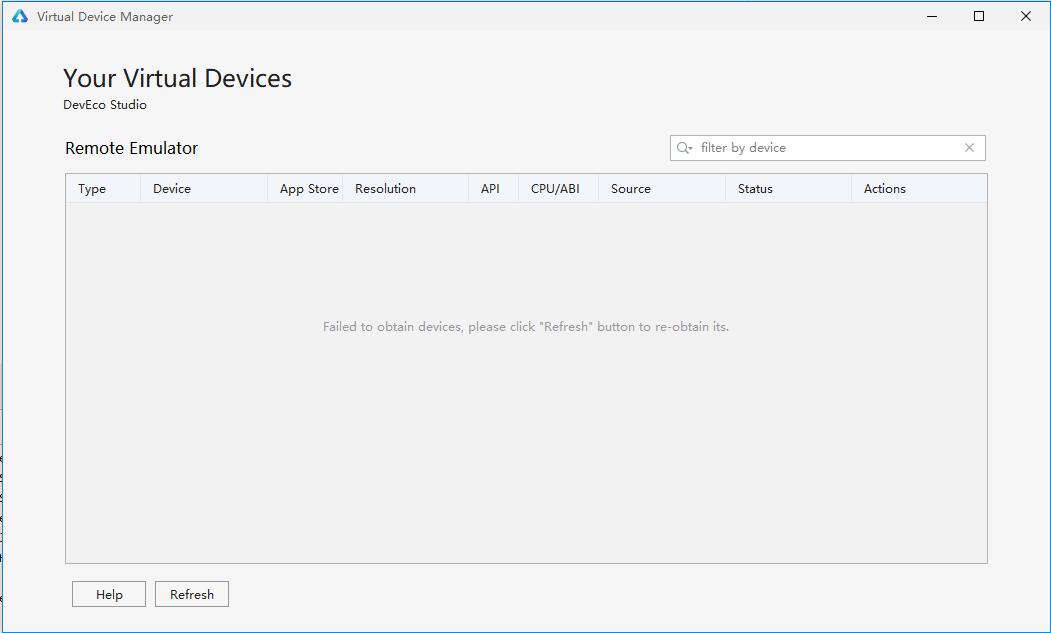 Virtual Device Manager
Your Virtual Devices
DevEco Studio
Remote Emulator
filter by device
Type Device App Store Resolution API CPU/ABI Source Status Actions
Failed to obtain devices, please click "Refresh" button to re-obtain its.
Help Refresh